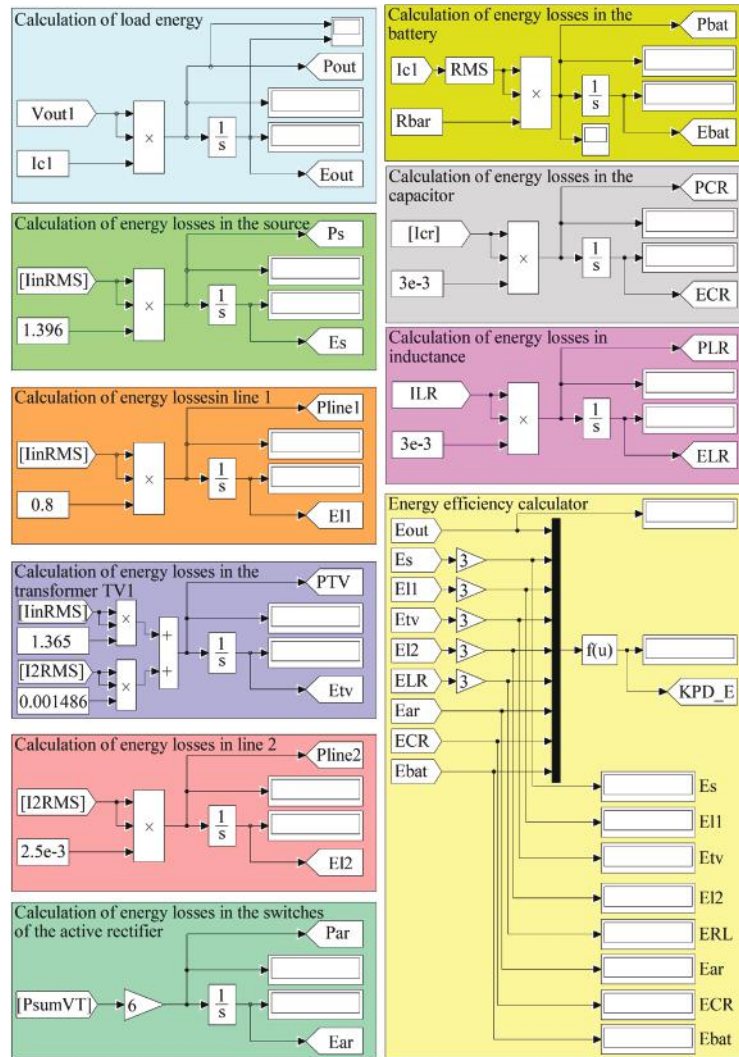 Calculation of load energy
Pout
Vout1
×
1
s
Ic1
Eout
Calculation of energy losses in the source
Ps
[IinRMS]
×
1
s
1.396
Es
Calculation of energy lossesin line 1
Pline1
[IinRMS]
×
1
s
0.8
El1
Calculation of energy losses in the
transformer TV1
PTV
[IinRMS]
×
1.365
+
+
1
s
[I2RMS]
×
0.001486
Etv
Calculation of energy losses in line 2
Pline2
[I2RMS]
×
1
s
2.5e-3
El2
Calculation of energy losses in the switches
of the active rectifier
Par
[PsumVT]
6
1
s
Ear
Calculation of energy losses in the
battery
Pbat
Ic1
RMS
×
1
s
Rbar
Ebat
Calculation of energy losses in the
capacitor
PCR
[Icr]
×
1
s
3e-3
ECR
Calculation of energy losses in
inductance
PLR
ILR
×
1
s
3e-3
ELR
Energy efficiency calculator
Eout
Es
3
El1
3
Etv
3
El2
3
ELR
3
Ear
ECR
Ebat
f(u)
KPD_E
Es
El1
Etv
El2
ERL
Ear
ECR
Ebat